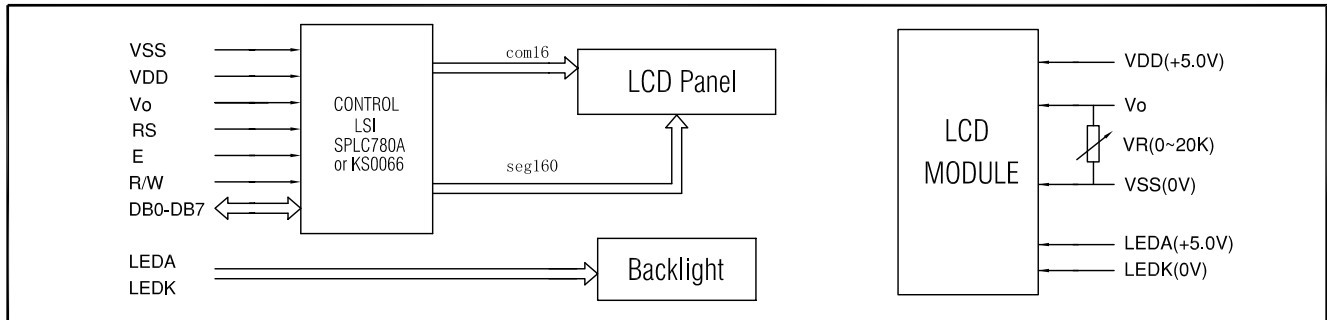 VSS
VDD
Vo
RS
E
R/W
DB0-DB7
LEDA
LEDK
CONTROL
LSI
SPLC780A
or KS0066
com16
seg160
LCD Panel
Backlight
LCD
MODULE
VDD(+5.0V)
Vo
VR(0~20K)
VSS(0V)
LEDA(+5.0V)
LEDK(0V)